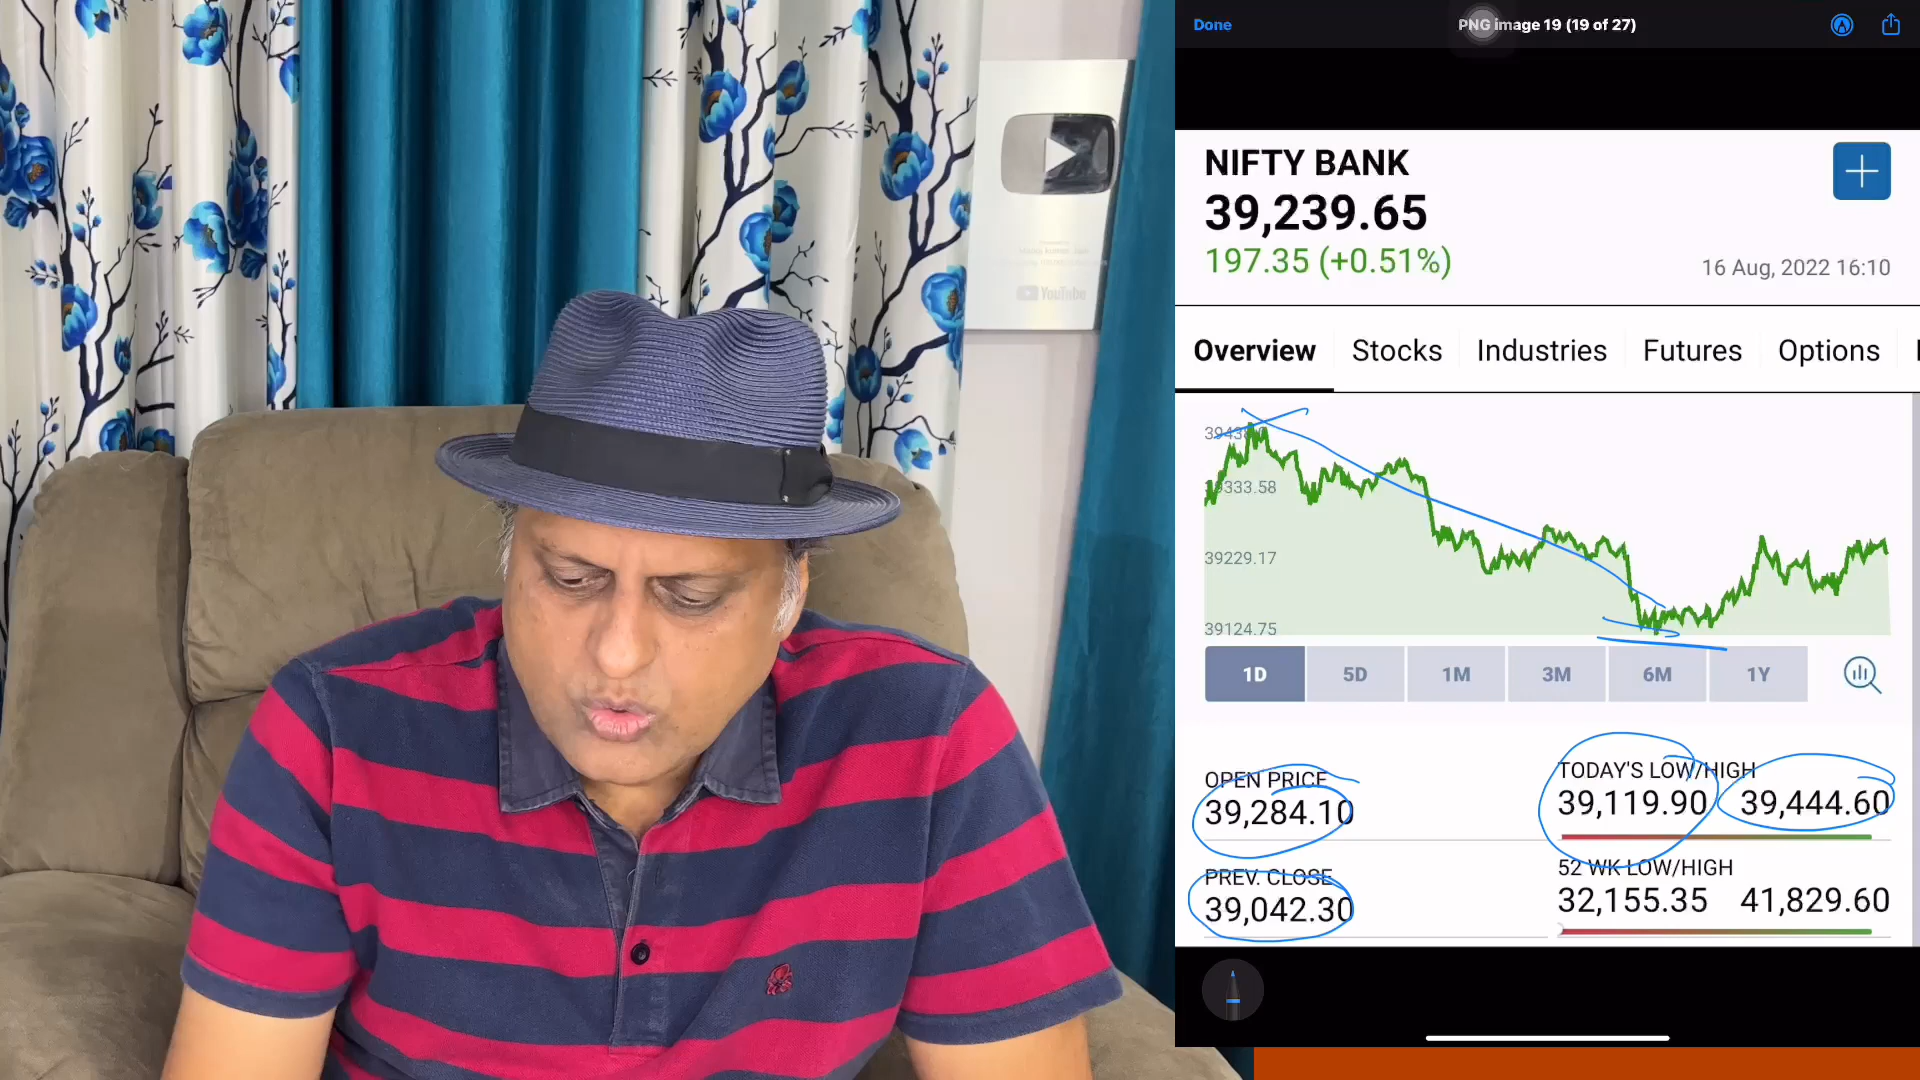 Done
PNG image 19 (19 of 27)
NIFTY BANK
39,239.65
197.35 (+0.51%)
16 Aug, 2022 16:10
Overview Stocks Industries Futures Options
39333.58
39229.17
39124.75
1D 5D 1M 3M 6M 1Y
OPEN PRICE
39,284.10
TODAY'S LOW/HIGH
39,119.90 39,444.60
PREV. CLOSE
39,042.30
52 WK LOW/HIGH
32,155.35 41,829.60
YouTube